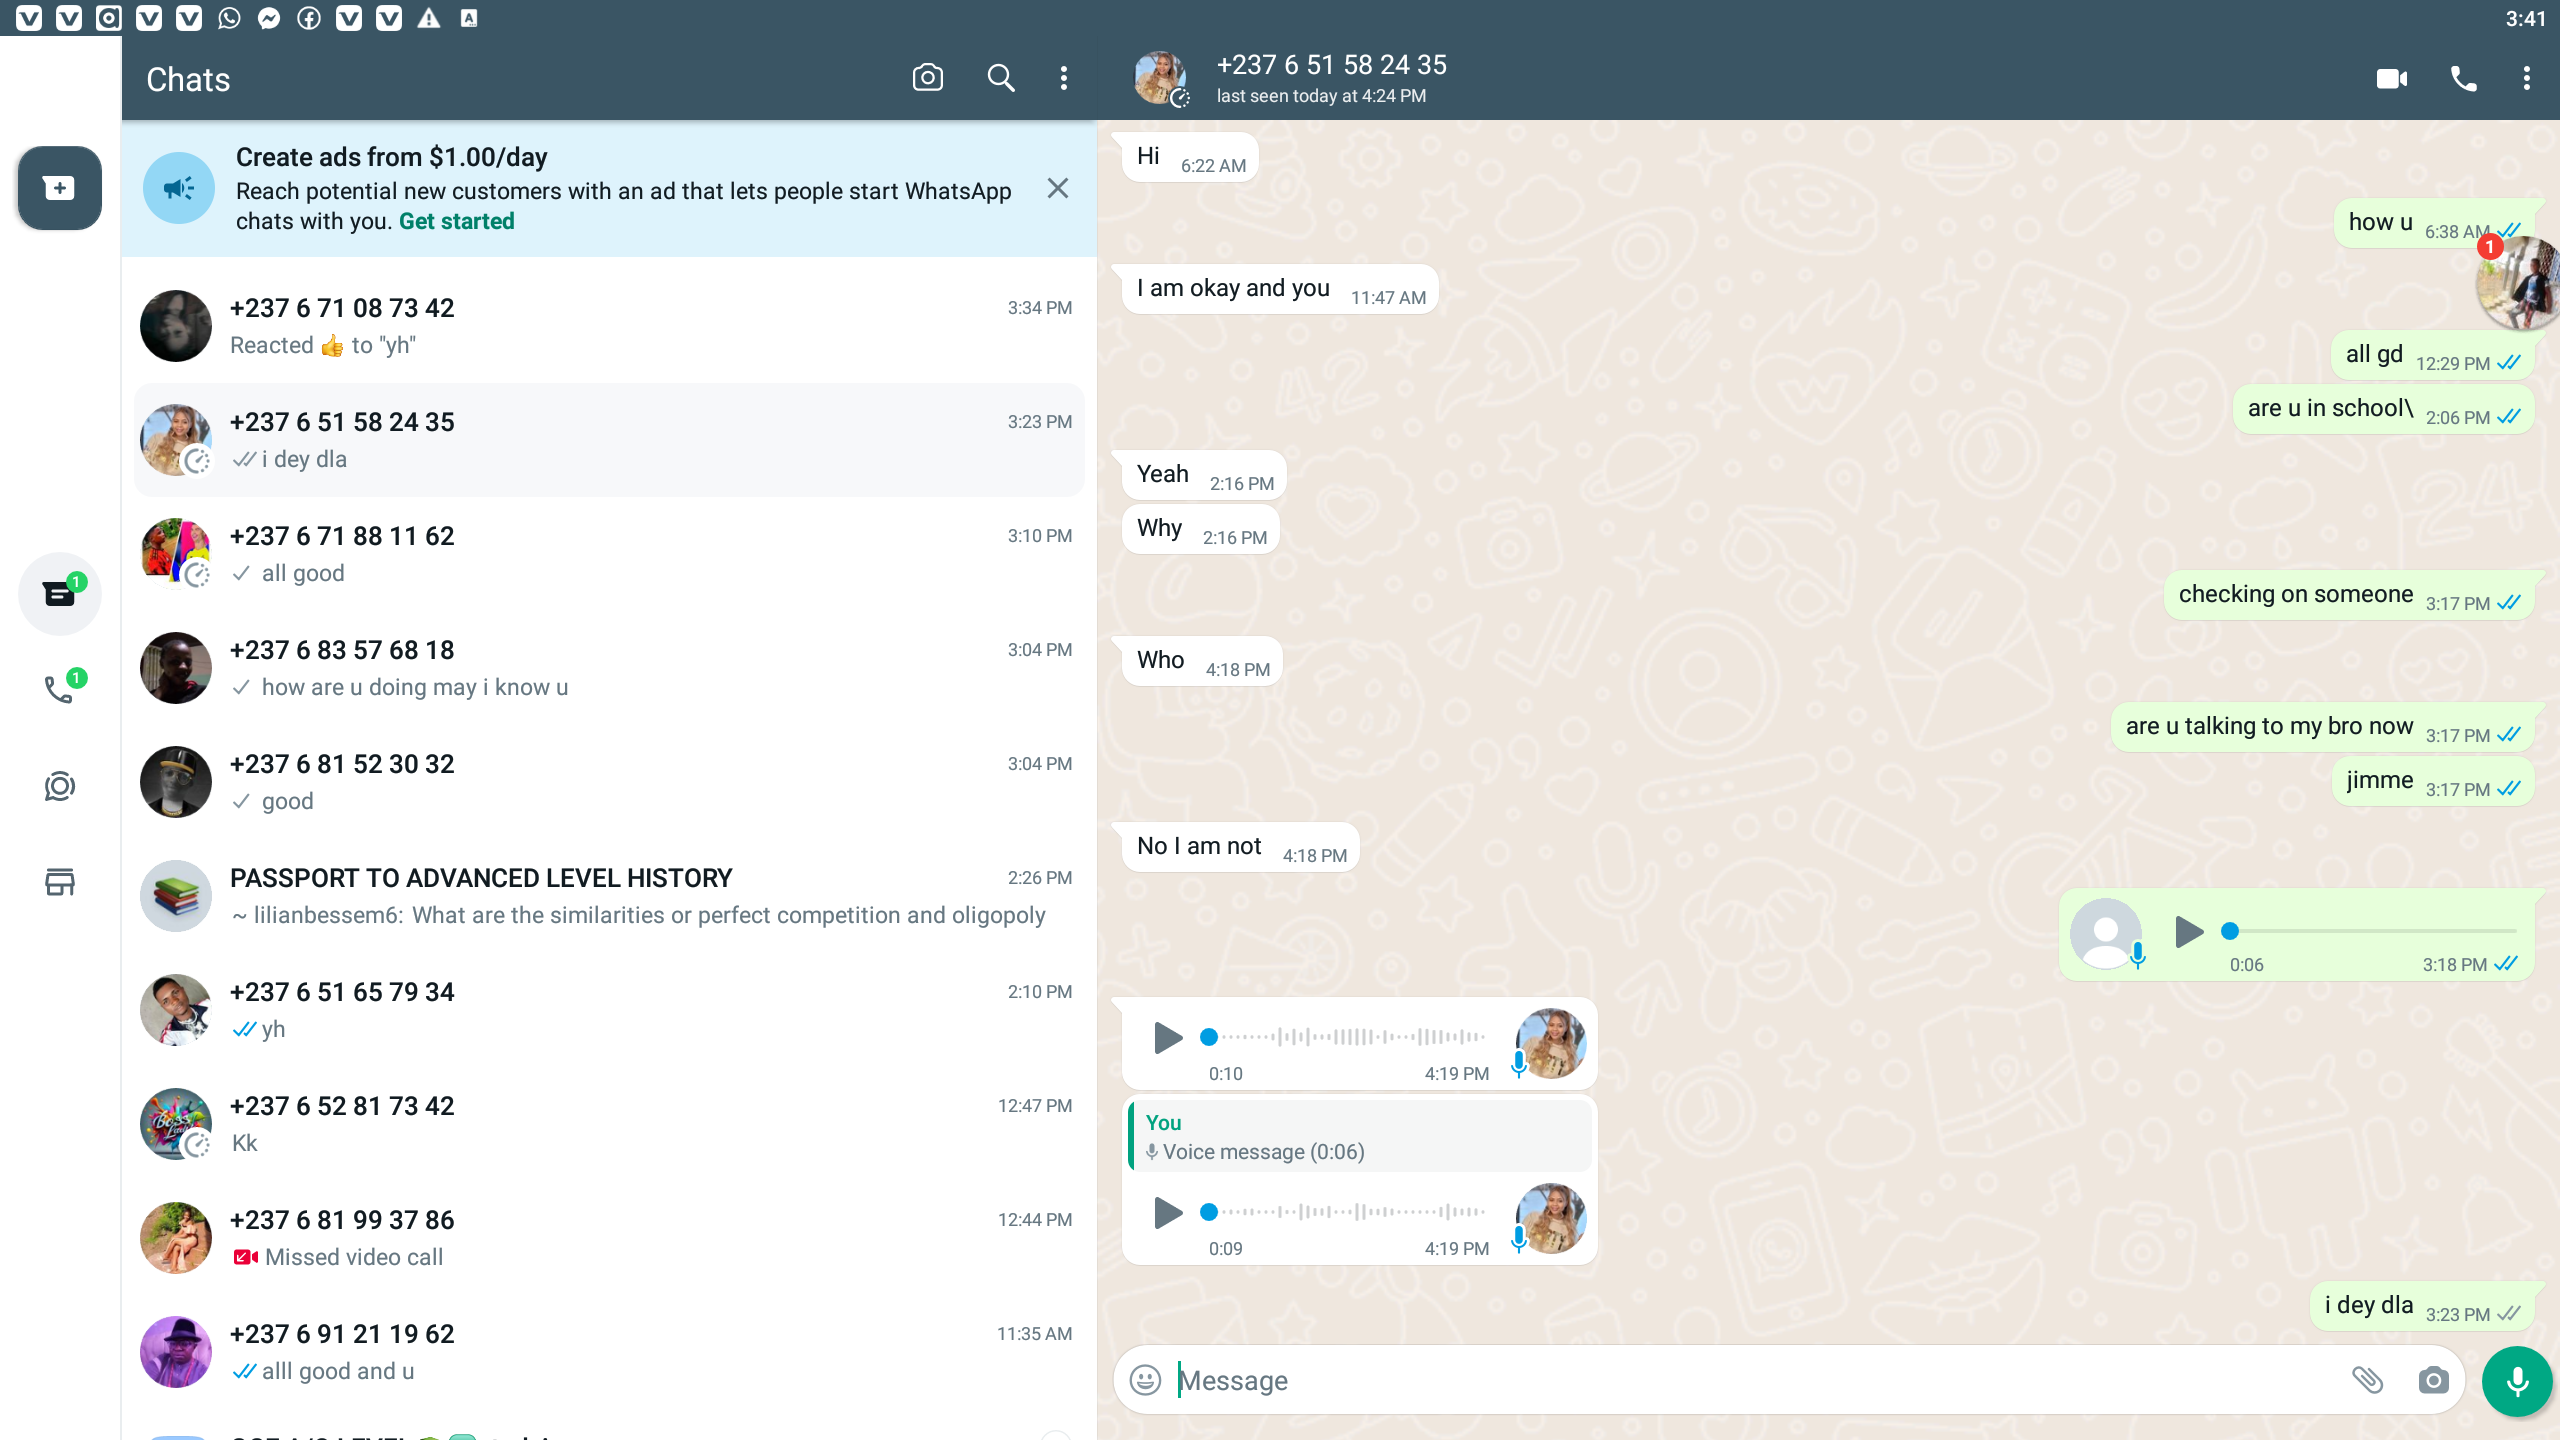 3:41
Chats
Create ads from $1.00/day
Reach potential new customers with an ad that lets people start WhatsApp
chats with you. Get started
+237 6 71 08 73 42 3:34 PM
Reacted 👍 to "yh"
+237 6 51 58 24 35 3:23 PM
i dey dla
+237 6 71 88 11 62 3:10 PM
all good
+237 6 83 57 68 18 3:04 PM
how are u doing may i know u
+237 6 81 52 30 32 3:04 PM
good
PASSPORT TO ADVANCED LEVEL HISTORY 2:26 PM
~ lilianbessem6: What are the similarities or perfect competition and oligopoly
+237 6 51 65 79 34 2:10 PM
yh
+237 6 52 81 73 42 12:47 PM
Kk
+237 6 81 99 37 86 12:44 PM
Missed video call
+237 6 91 21 19 62 11:35 AM
alll good and u
1
1
+237 6 51 58 24 35
last seen today at 4:24 PM
Hi 6:22 AM
how u 6:38 AM
1
I am okay and you 11:47 AM
all gd 12:29 PM
are u in school\ 2:06 PM
Yeah 2:16 PM
Why 2:16 PM
checking on someone 3:17 PM
Who 4:18 PM
are u talking to my bro now 3:17 PM
jimme 3:17 PM
No I am not 4:18 PM
0:06 3:18 PM
0:10 4:19 PM
You
Voice message (0:06)
0:09 4:19 PM
i dey dla 3:23 PM
Message